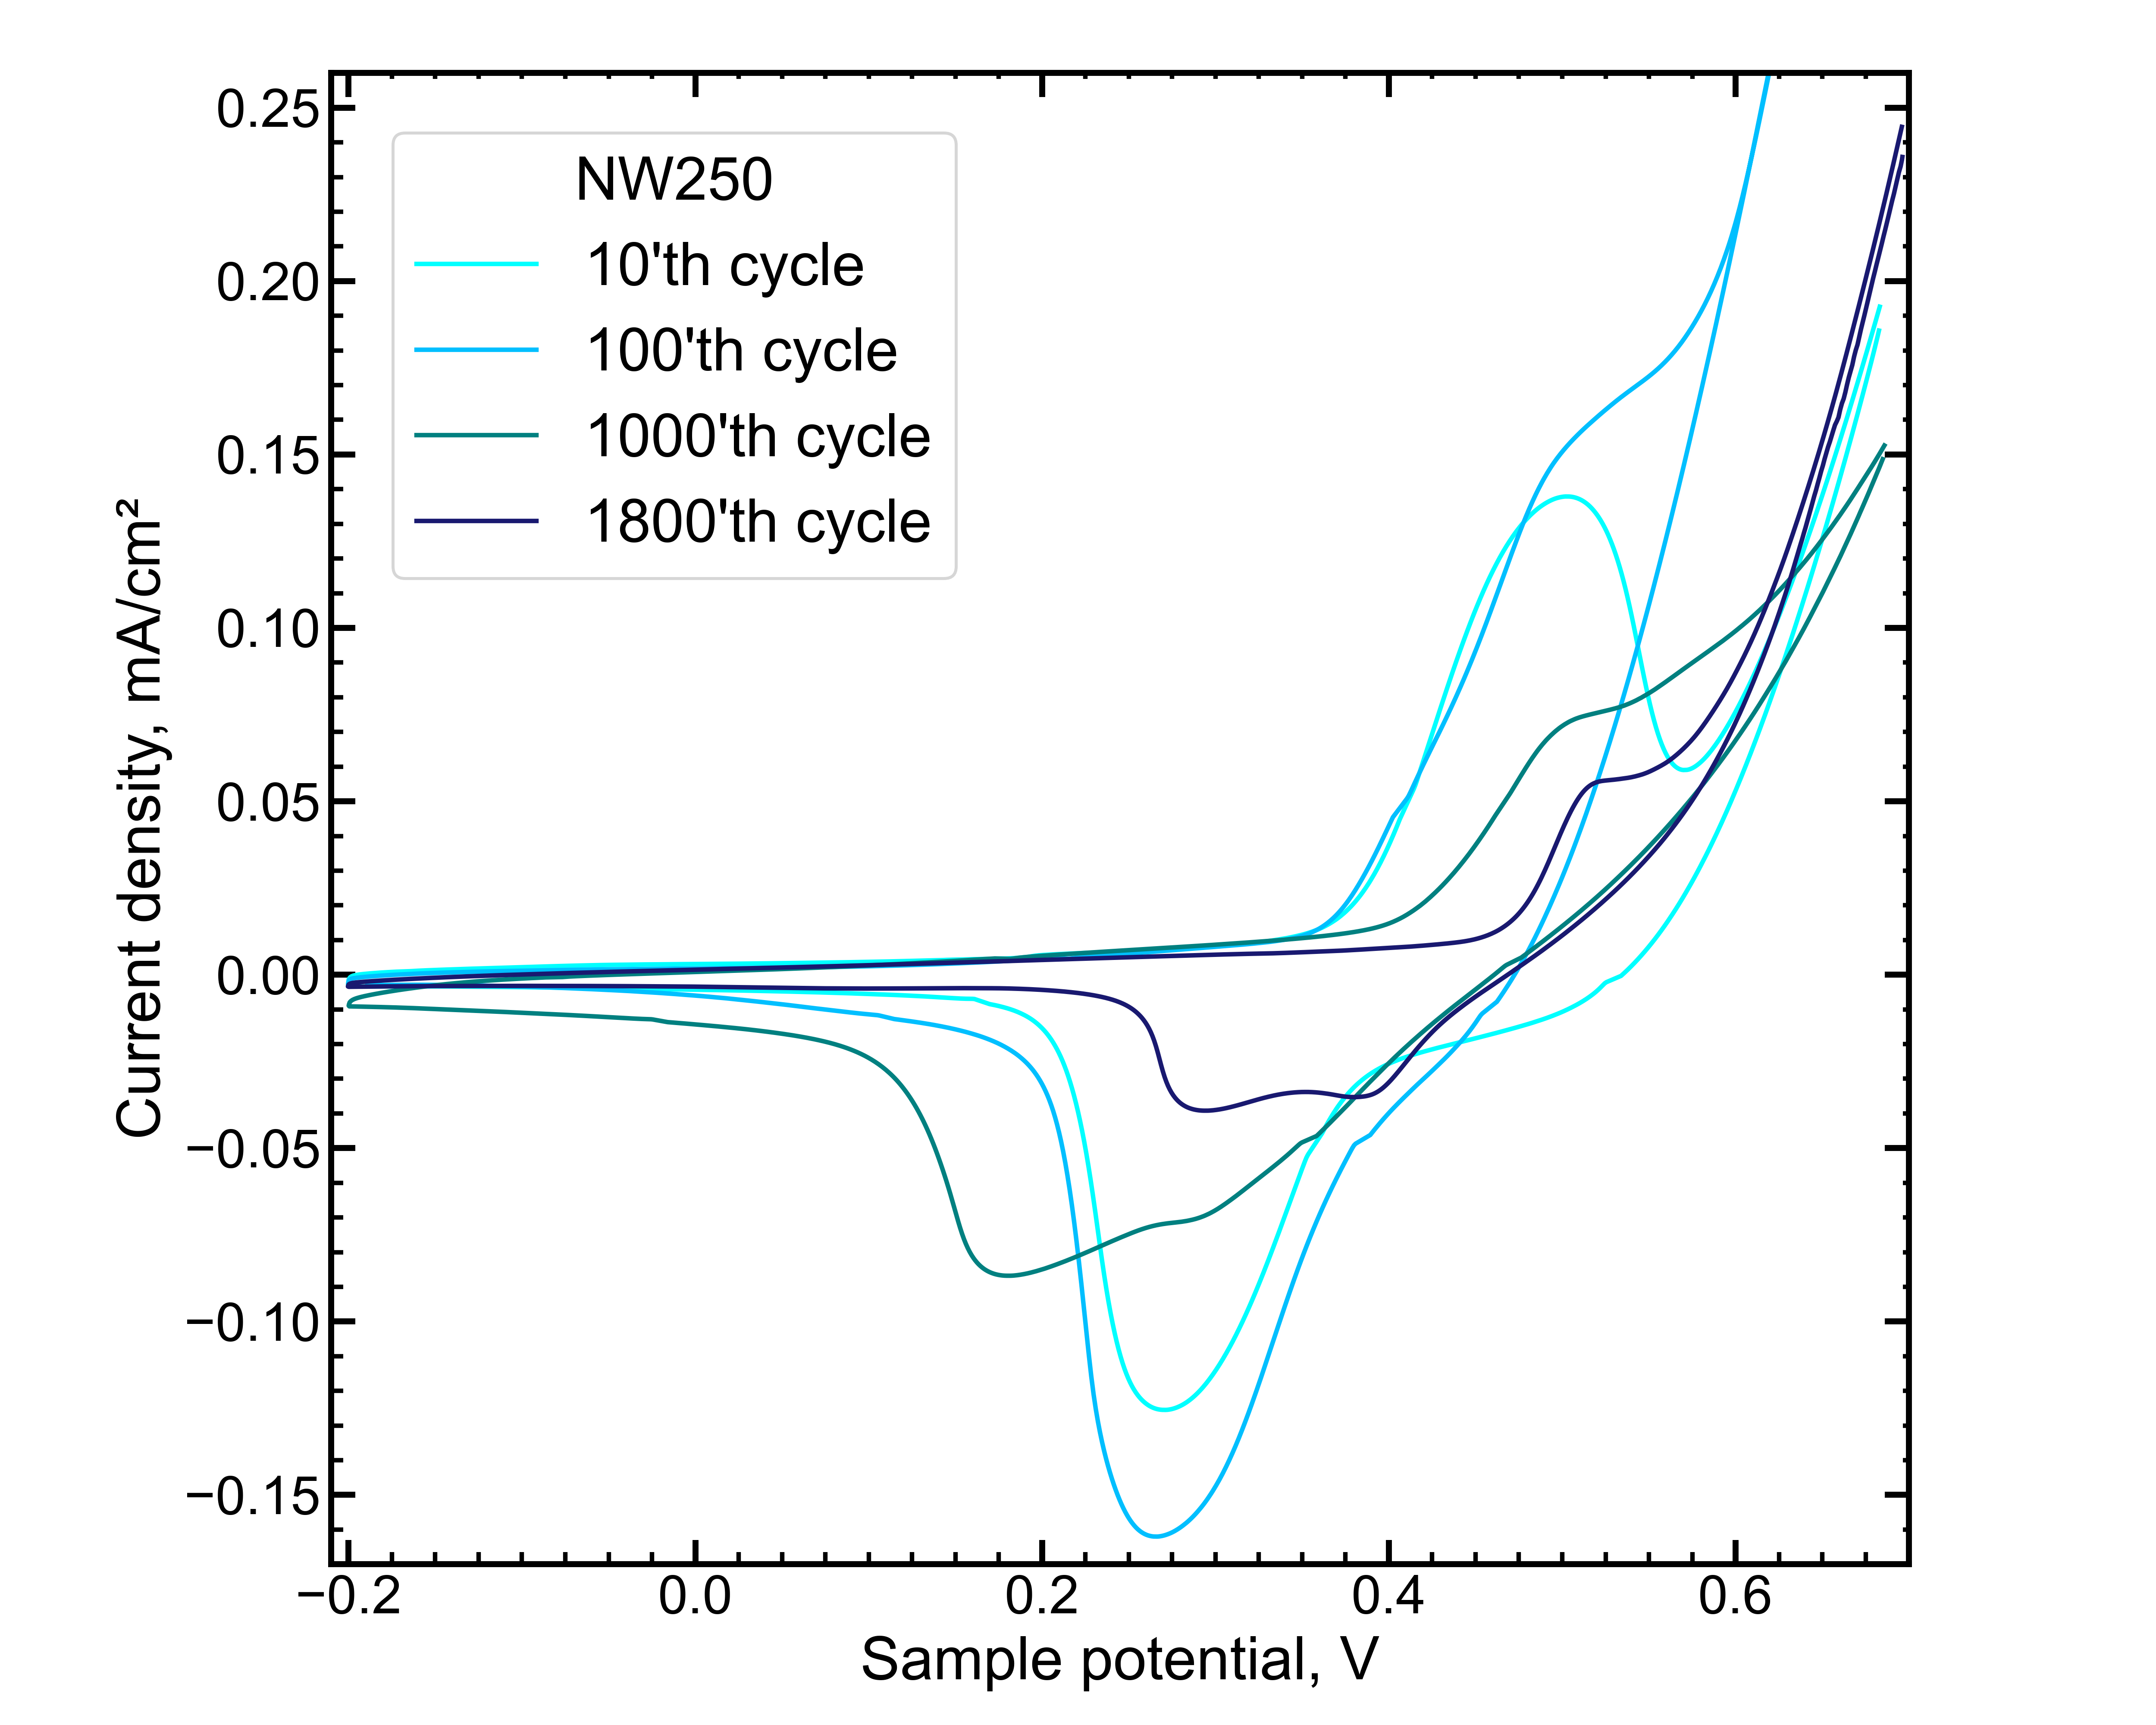 NW250
10'th cycle
100'th cycle
1000'th cycle
1800'th cycle
0.25
0.20
0.15
0.10
0.05
0.00
−0.05
−0.10
−0.15
Current density, mA/cm²
−0.2 0.0 0.2 0.4 0.6
Sample potential, V